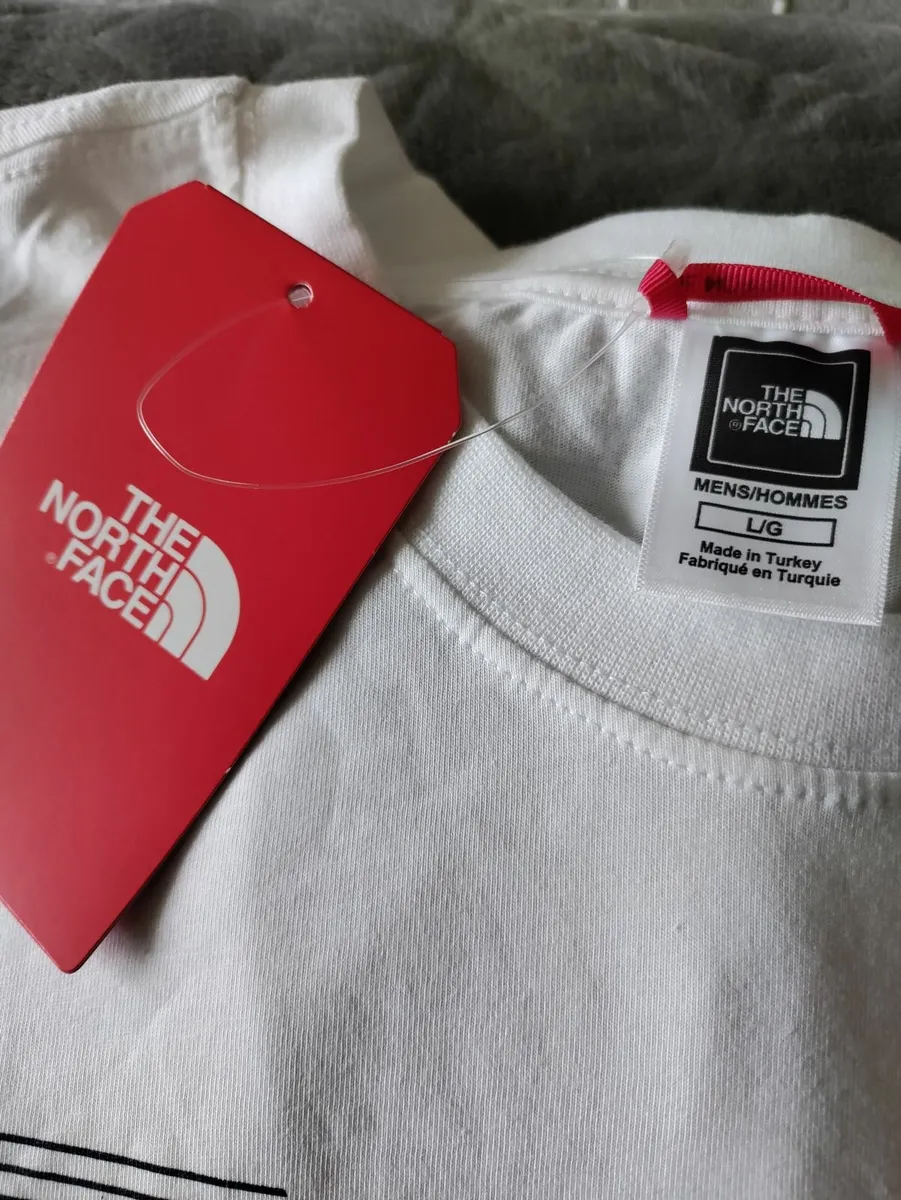 THE
NORTH
®FACE
THE
NORTH
®FACE
MENS/HOMMES
L/G
Made in Turkey
Fabriqué en Turquie